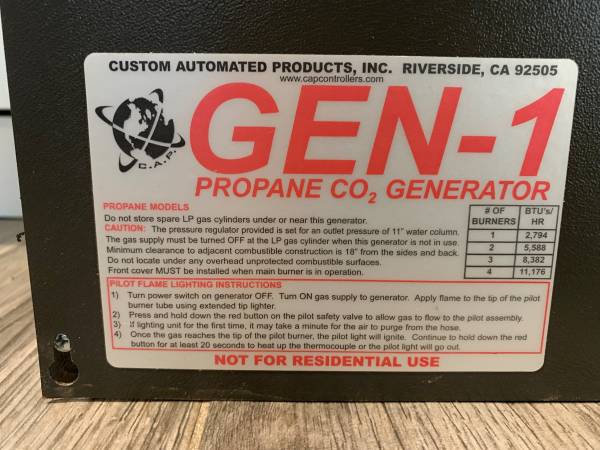 CUSTOM AUTOMATED PRODUCTS, INC. RIVERSIDE, CA 92505
www.capcontrollers.com
C.A.P.
GEN-1
PROPANE CO₂ GENERATOR
PROPANE MODELS
Do not store spare LP gas cylinders under or near this generator.
CAUTION: The pressure regulator provided is set for an outlet pressure of 11" water column.
The gas supply must be turned OFF at the LP gas cylinder when this generator is not in use.
Minimum clearance to adjacent combustible construction is 18" from the sides and back.
Do not locate under any overhead unprotected combustible surfaces.
Front cover MUST be installed when main burner is in operation.
# OF BURNERS BTU's/ HR
1 2,794
2 5,588
3 8,382
4 11,176
PILOT FLAME LIGHTING INSTRUCTIONS
1) Turn power switch on generator OFF. Turn ON gas supply to generator. Apply flame to the tip of the pilot
burner tube using extended tip lighter.
2) Press and hold down the red button on the pilot safety valve to allow gas to flow to the pilot assembly.
3) If lighting unit for the first time, it may take a minute for the air to purge from the hose.
4) Once the gas reaches the tip of the pilot burner, the pilot light will ignite. Continue to hold down the red
button for at least 20 seconds to heat up the thermocouple or the pilot light will go out.
NOT FOR RESIDENTIAL USE